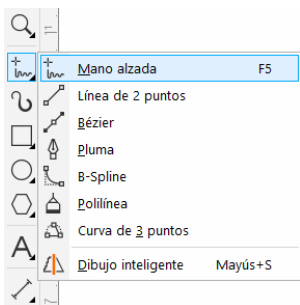 Mano alzada F5
Línea de 2 puntos
Bézier
Pluma
B-Spline
Polilínea
Curva de 3 puntos
Dibujo inteligente Mayús+S